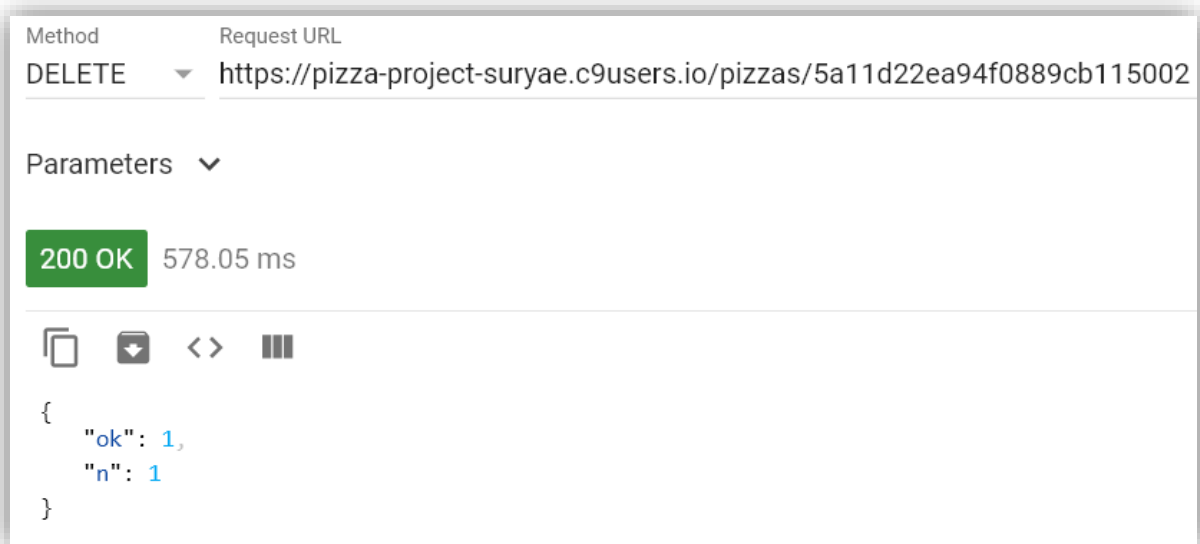 Method Request URL
DELETE https://pizza-project-suryae.c9users.io/pizzas/5a11d22ea94f0889cb115002
Parameters
200 OK 578.05 ms
{
"ok": 1,
"n": 1
}